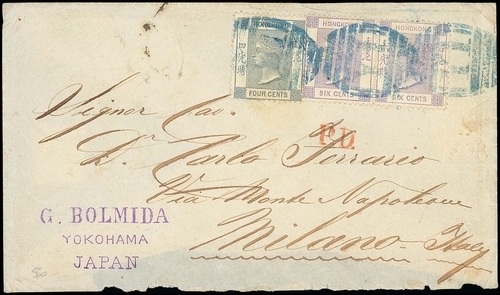 HONGKONG HONGKONG HONGKONG
FOUR CENTS SIX CENTS SIX CENTS
Signor Cav.
P.D.
Dr Carlo Ferrario
Via Monte Napoleone
Milano Italy
G. BOLMIDA
YOKOHAMA
JAPAN